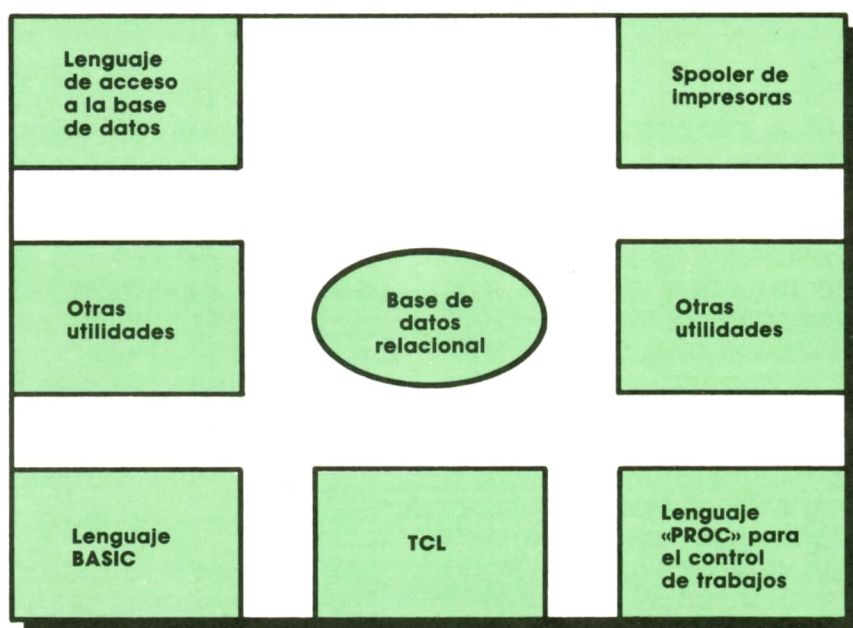 Lenguaje
de acceso
a la base
de datos
Spooler de
impresoras
Otras
utilidades
Base de
datos
relacional
Otras
utilidades
Lenguaje
BASIC
TCL
Lenguaje
«PROC» para
el control
de trabajos